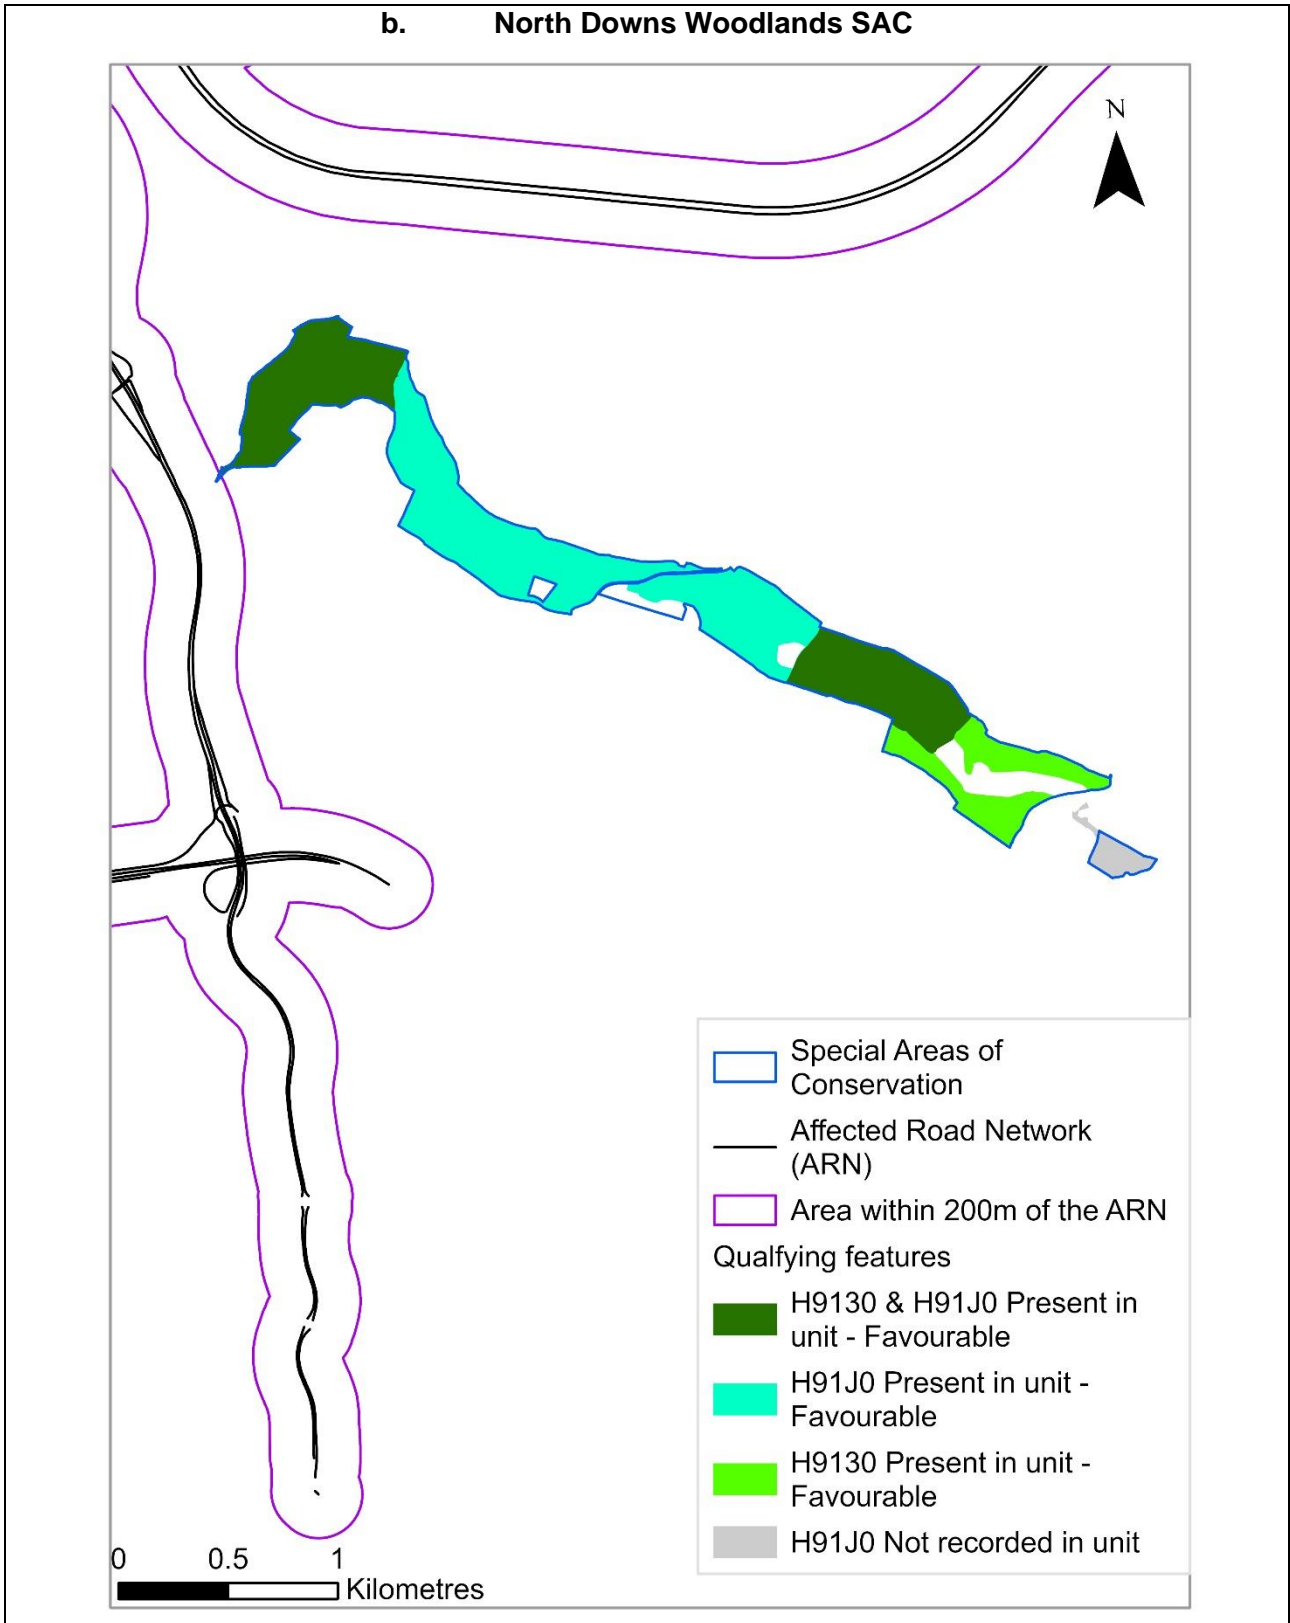 b. North Downs Woodlands SAC
N
Special Areas of
Conservation
Affected Road Network
(ARN)
Area within 200m of the ARN
Qualfying features
H9130 & H91J0 Present in
unit - Favourable
H91J0 Present in unit -
Favourable
H9130 Present in unit -
Favourable
H91J0 Not recorded in unit
0 0.5 1
Kilometres